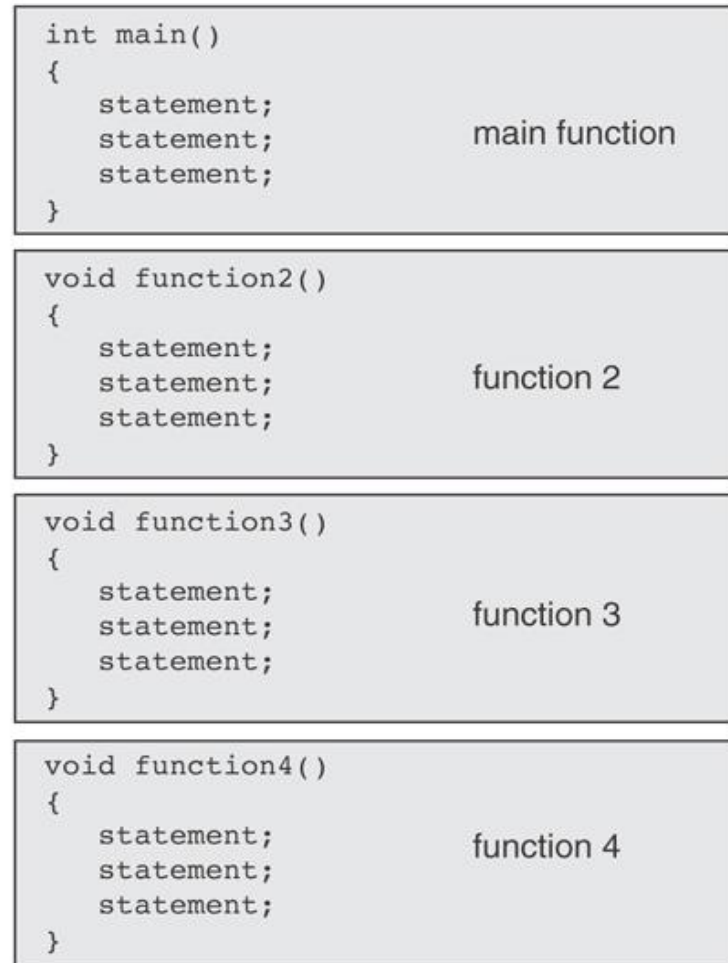 int main()
{
statement;
statement;
statement;
}
main function
void function2()
{
statement;
statement;
statement;
}
function 2
void function3()
{
statement;
statement;
statement;
}
function 3
void function4()
{
statement;
statement;
statement;
}
function 4